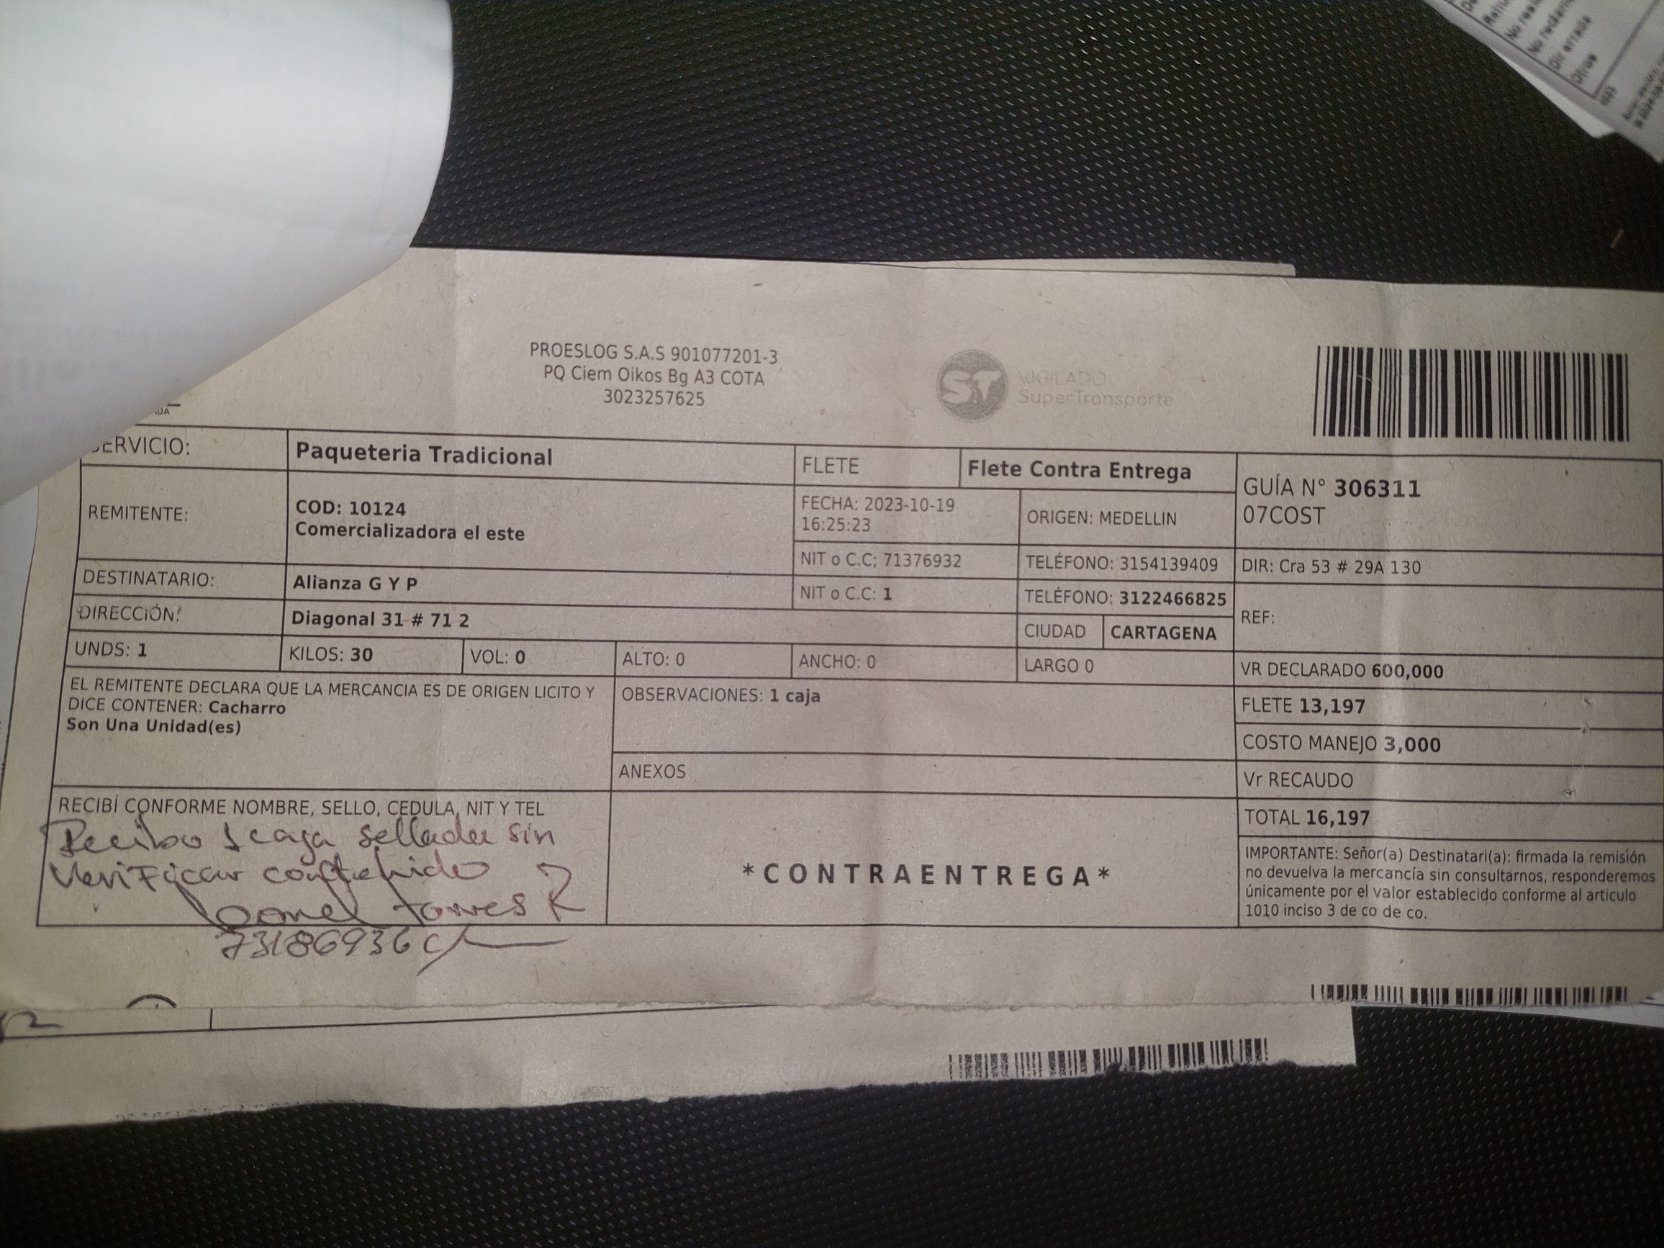 PROESLOG S.A.S 901077201-3
PQ Ciem Oikos Bg A3 COTA
3023257625
ST VIGILADO
SuperTransporte
SERVICIO: Paqueteria Tradicional
FLETE Flete Contra Entrega
GUÍA N° 306311
07COST
REMITENTE: COD: 10124
Comercializadora el este
FECHA: 2023-10-19
16:25:23
ORIGEN: MEDELLIN
NIT o C.C; 71376932
TELÉFONO: 3154139409
DIR: Cra 53 # 29A 130
DESTINATARIO: Alianza G Y P
NIT o C.C: 1
TELÉFONO: 3122466825
REF:
DIRECCIÓN: Diagonal 31 # 71 2
CIUDAD CARTAGENA
UNDS: 1
KILOS: 30
VOL: 0
ALTO: 0
ANCHO: 0
LARGO 0
VR DECLARADO 600,000
EL REMITENTE DECLARA QUE LA MERCANCIA ES DE ORIGEN LICITO Y
DICE CONTENER: Cacharro
Son Una Unidad(es)
OBSERVACIONES: 1 caja
FLETE 13,197
COSTO MANEJO 3,000
ANEXOS
Vr RECAUDO
TOTAL 16,197
RECIBÍ CONFORME NOMBRE, SELLO, CEDULA, NIT Y TEL
Recibo 1 caja sellada sin
verificar contenido
Torres R
73186936
*CONTRAENTREGA*
IMPORTANTE: Señor(a) Destinatari(a): firmada la remisión
no devuelva la mercancía sin consultarnos, responderemos
únicamente por el valor establecido conforme al articulo
1010 inciso 3 de co de co.
Dir errada
Otros